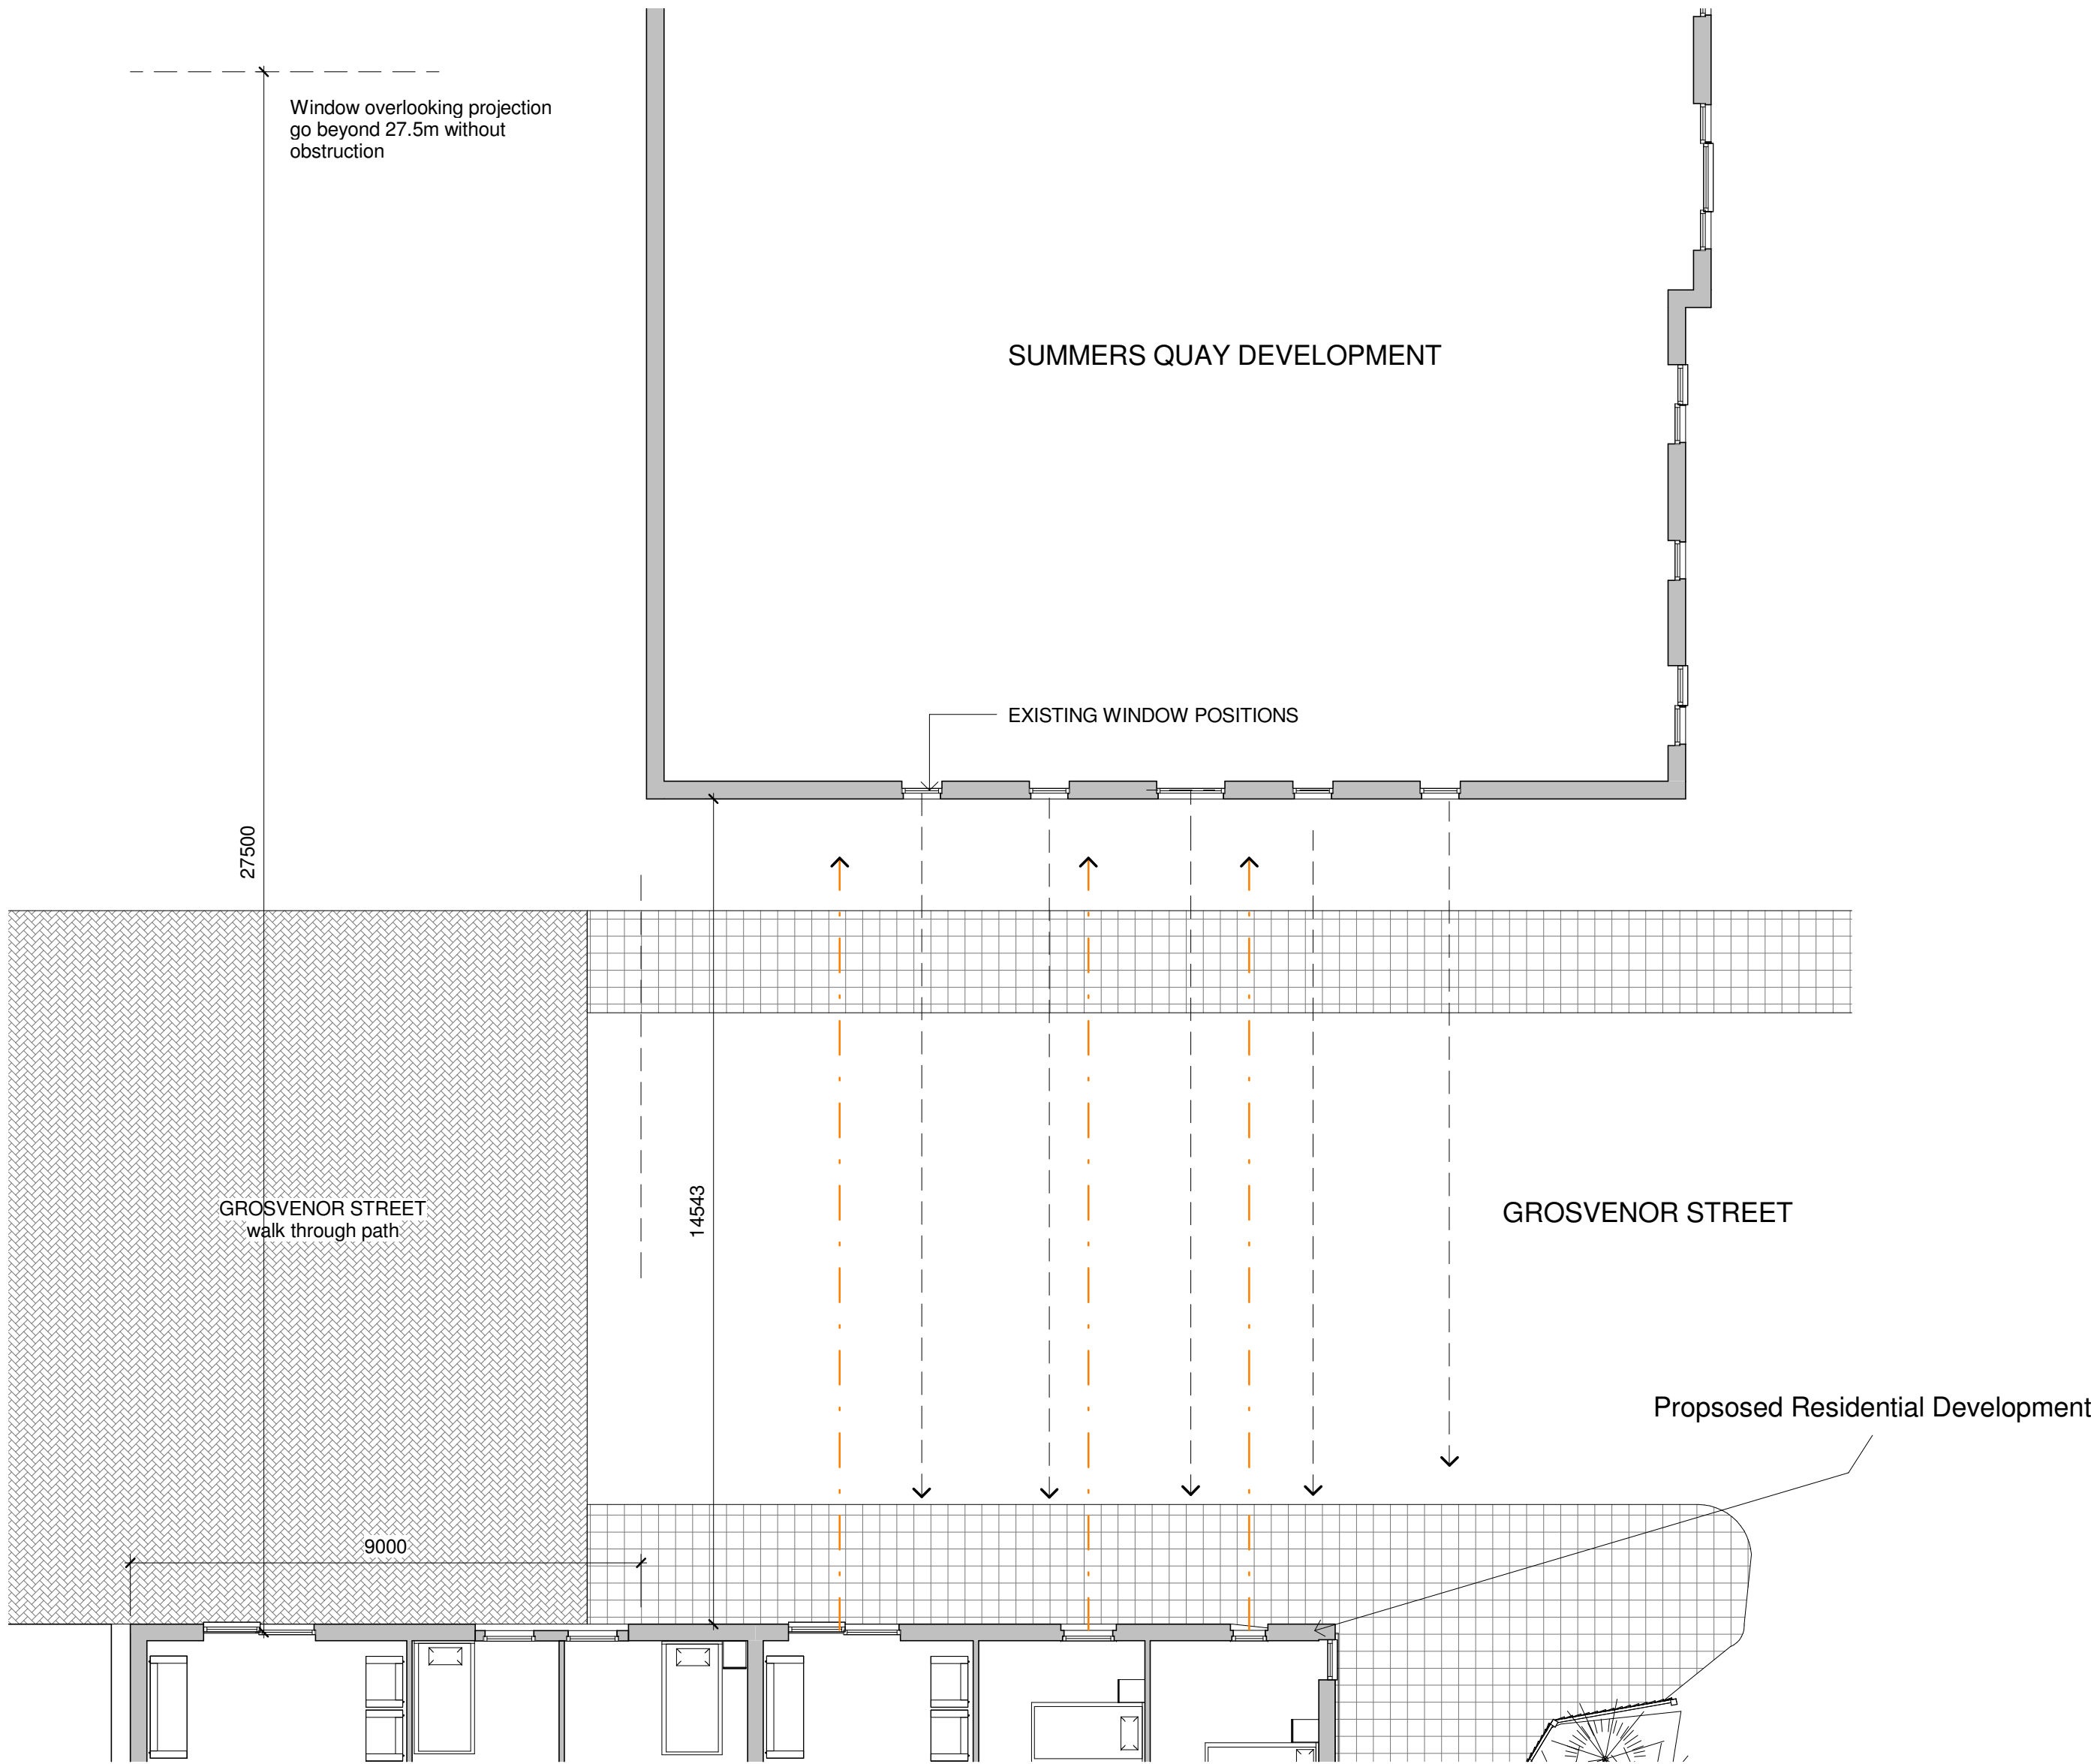 Window overlooking projection
go beyond 27.5m without
obstruction
SUMMERS QUAY DEVELOPMENT
EXISTING WINDOW POSITIONS
27500
14543
GROSVENOR STREET
walk through path
GROSVENOR STREET
Propsosed Residential Development
9000